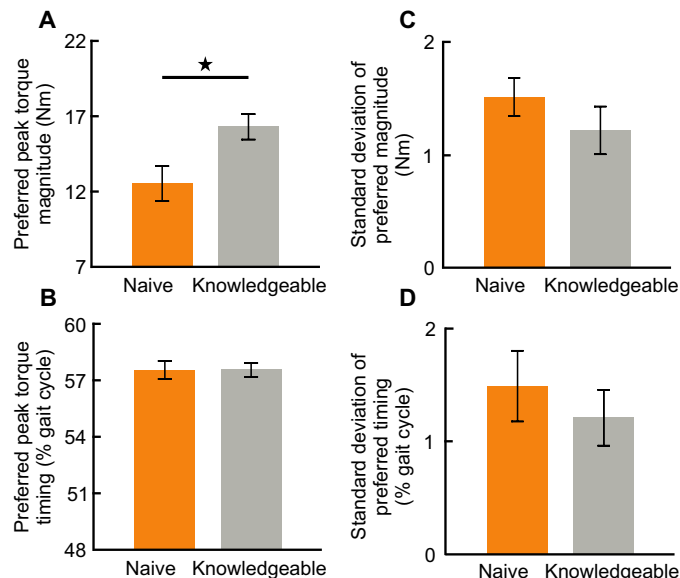 A
Preferred peak torque
magnitude (Nm)
22
17
12
7
★
Naive Knowledgeable
B
Preferred peak torque
timing (% gait cycle)
60
57
54
51
48
Naive Knowledgeable
C
Standard deviation of
preferred magnitude
(Nm)
2
1
0
Naive Knowledgeable
D
Standard deviation of
preferred timing
(% gait cycle)
2
1
0
Naive Knowledgeable